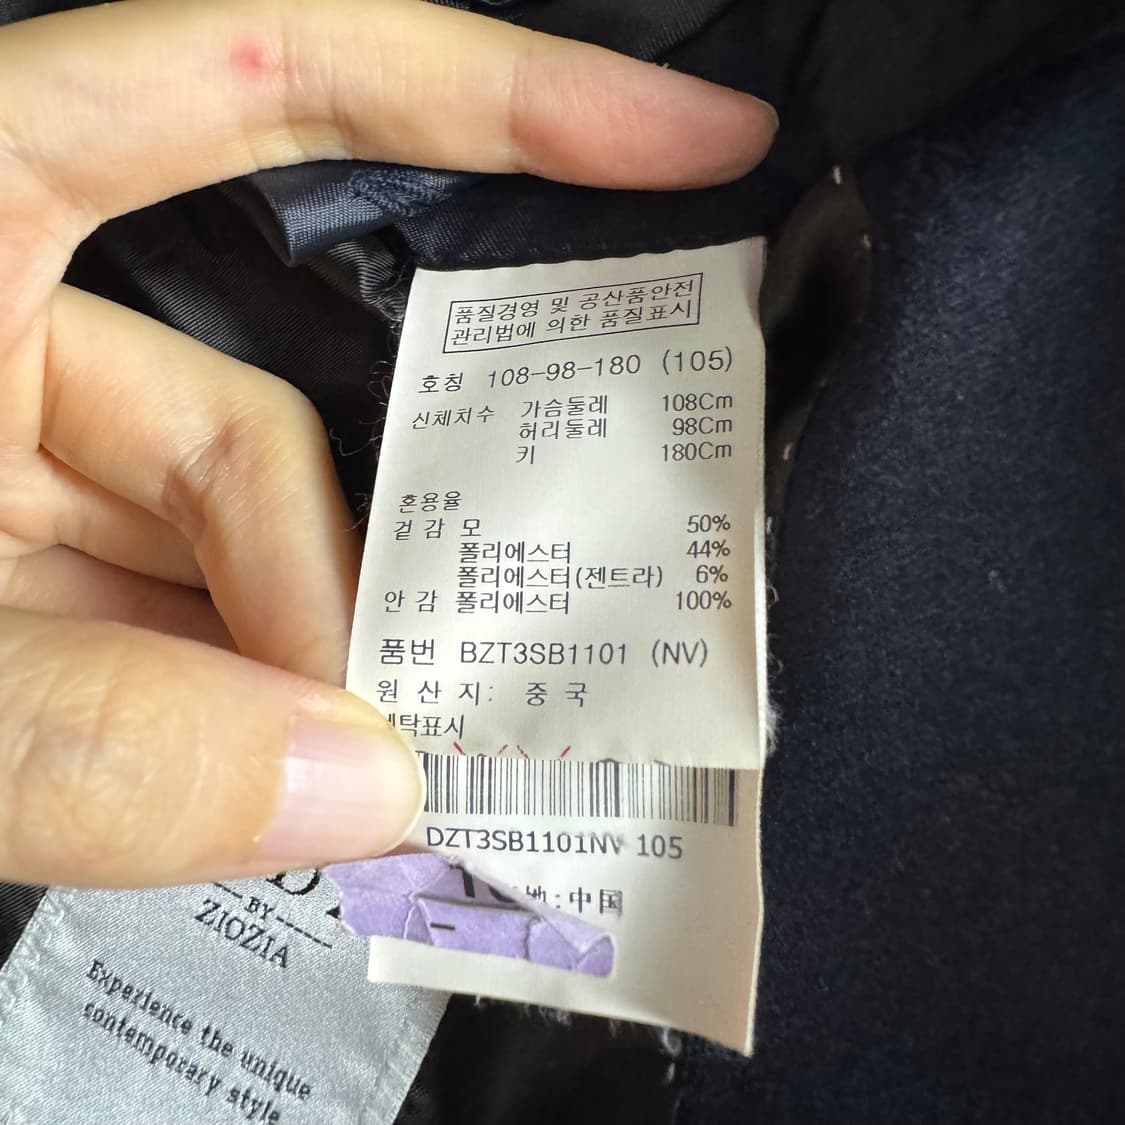 품질경영 및 공산품안전
관리법에 의한 품질표시
호칭 108-98-180 (105)
신체치수 가슴둘레 108Cm
허리둘레 98Cm
키 180Cm
혼용율
겉 감 모 50%
폴리에스터 44%
폴리에스터(젠트라) 6%
안 감 폴리에스터 100%
품번 BZT3SB1101 (NV)
원 산 지: 중 국
탁표시
DZT3SB1101NV 105
地:中国
BY
ZIOZIA
Experience the unique
contemporary style